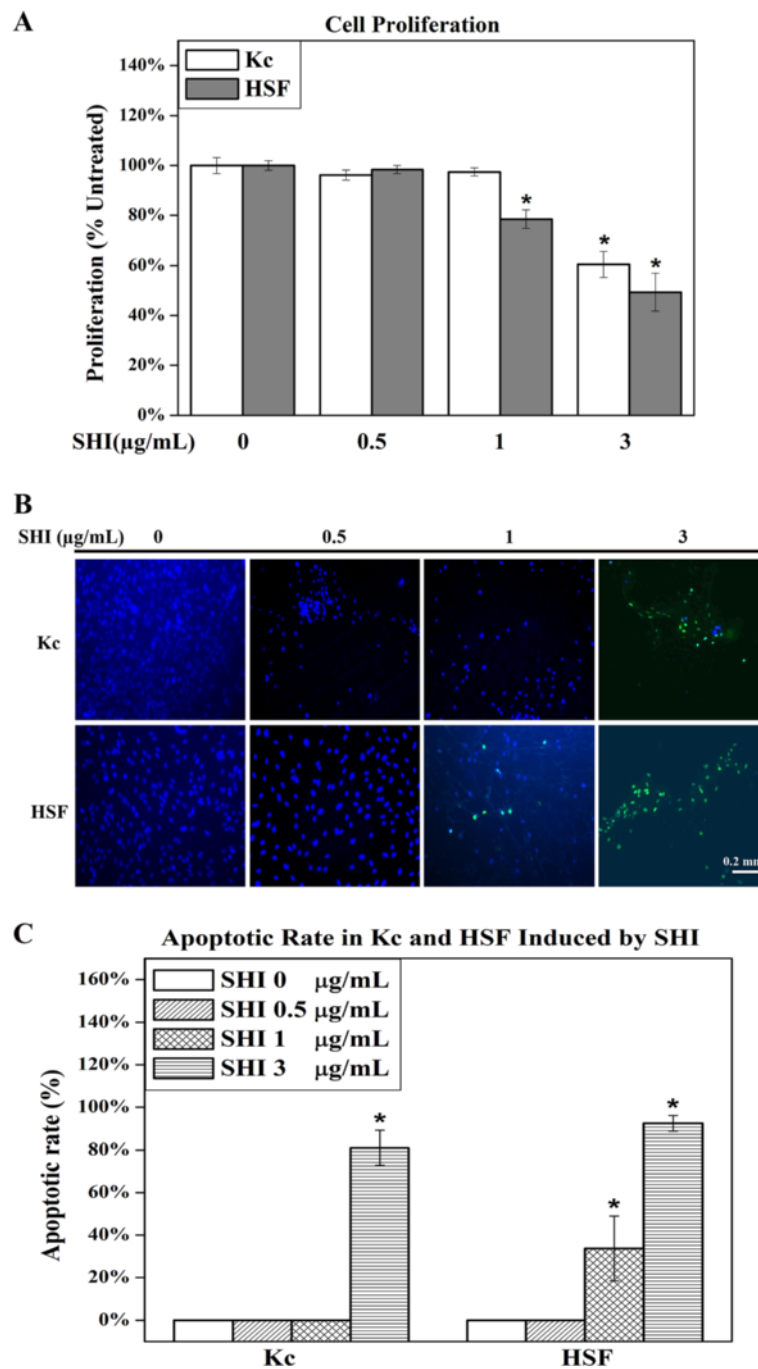 A
Cell Proliferation
Kc
HSF
Proliferation (% Untreated)
140%
120%
100%
80%
60%
40%
20%
0%
*
*
*
SHI(μg/mL) 0 0.5 1 3
B
SHI (μg/mL) 0 0.5 1 3
Kc
HSF
0.2 mm
C
Apoptotic Rate in Kc and HSF Induced by SHI
SHI 0 μg/mL
SHI 0.5 μg/mL
SHI 1 μg/mL
SHI 3 μg/mL
Apoptotic rate (%)
160%
140%
120%
100%
80%
60%
40%
20%
0%
*
*
*
Kc HSF